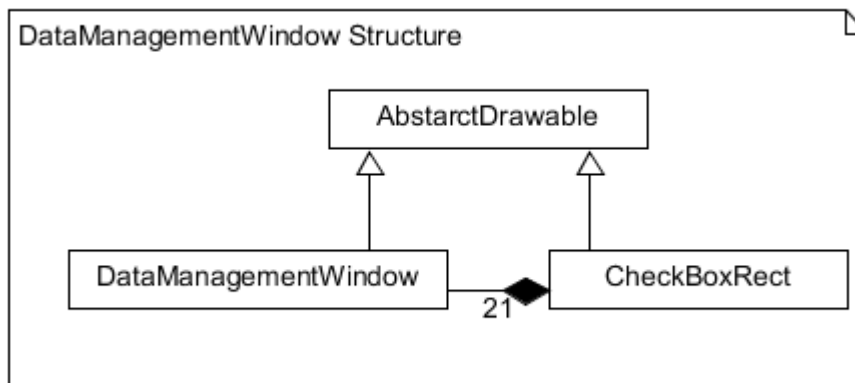 DataManagementWindow Structure
AbstarctDrawable
DataManagementWindow
CheckBoxRect
21